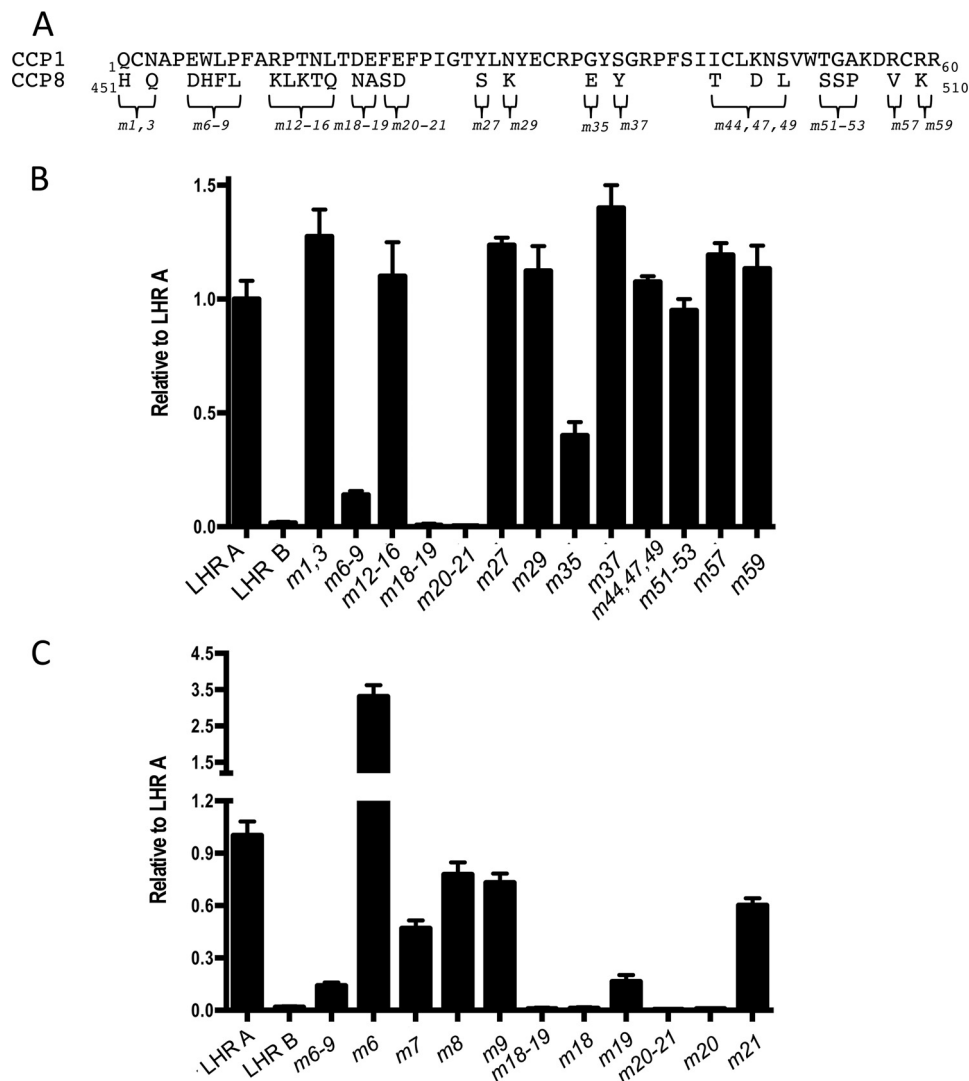 A
CCP1 1QCNAPEWLPFARPTNLTDEFEFPIGTYLNYECRPGYSGRPFSIICLKNSVWTGAKDRCRR60
CCP8 451H Q DHFL KLKTQ NASD S K E Y T D L SSP V K 510
m1,3 m6-9 m12-16 m18-19 m20-21 m27 m29 m35 m37 m44,47,49 m51-53 m57 m59
B
Relative to LHR A
1.5
1.0
0.5
0.0
LHR A LHR B m1,3 m6-9 m12-16 m18-19 m20-21 m27 m29 m35 m37 m44,47,49 m51-53 m57 m59
C
Relative to LHR A
4.5
3.5
2.5
1.5
1.2
0.9
0.6
0.3
0.0
LHR A LHR B m6-9 m6 m7 m8 m9 m18-19 m18 m19 m20-21 m20 m21